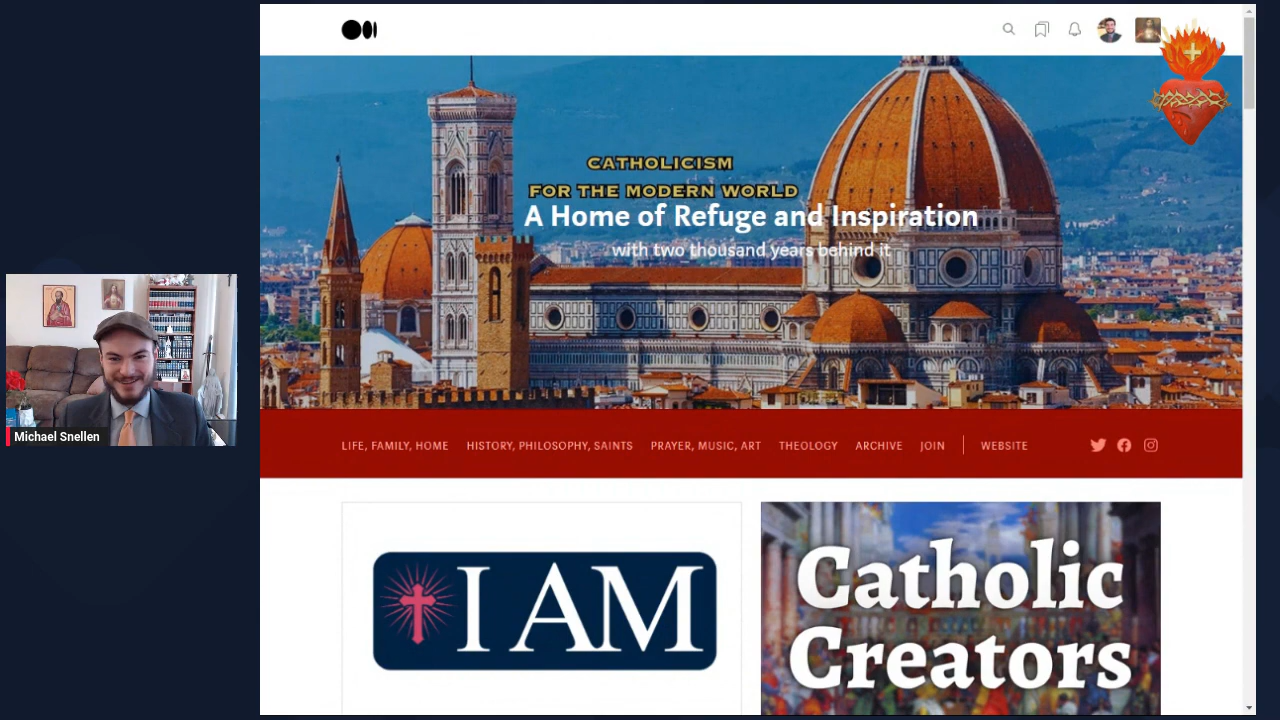 CATHOLICISM
FOR THE MODERN WORLD
A Home of Refuge and Inspiration
with two thousand years behind it
Michael Snellen
LIFE, FAMILY, HOME HISTORY, PHILOSOPHY, SAINTS PRAYER, MUSIC, ART THEOLOGY ARCHIVE JOIN WEBSITE
I AM
Catholic
Creators